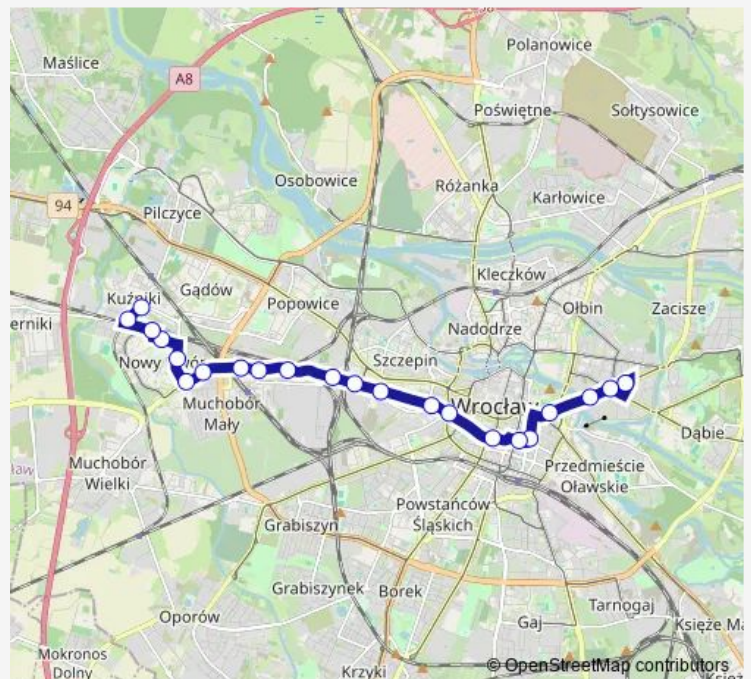 Polanowice
Maślice
A8
Poświętne
Sołtysowice
Osobowice
Różanka
Karłowice
94
Pilczyce
Kleczków
Kuźniki
Gądów
Popowice
Ołbin
Zacisze
erniki
Nadodrze
Nowy
Szczepin
Muchobór
Mały
Wrocław
Dąbie
Muchobór
Wielki
Przedmieście
Oławskie
Powstańców
Śląskich
Grabiszyn
Grabiszynek
Borek
Tarnogaj
Oporów
Gaj
Księże Ma
Mokronos
Dolny
Krzyki
© OpenStreetMap contributors